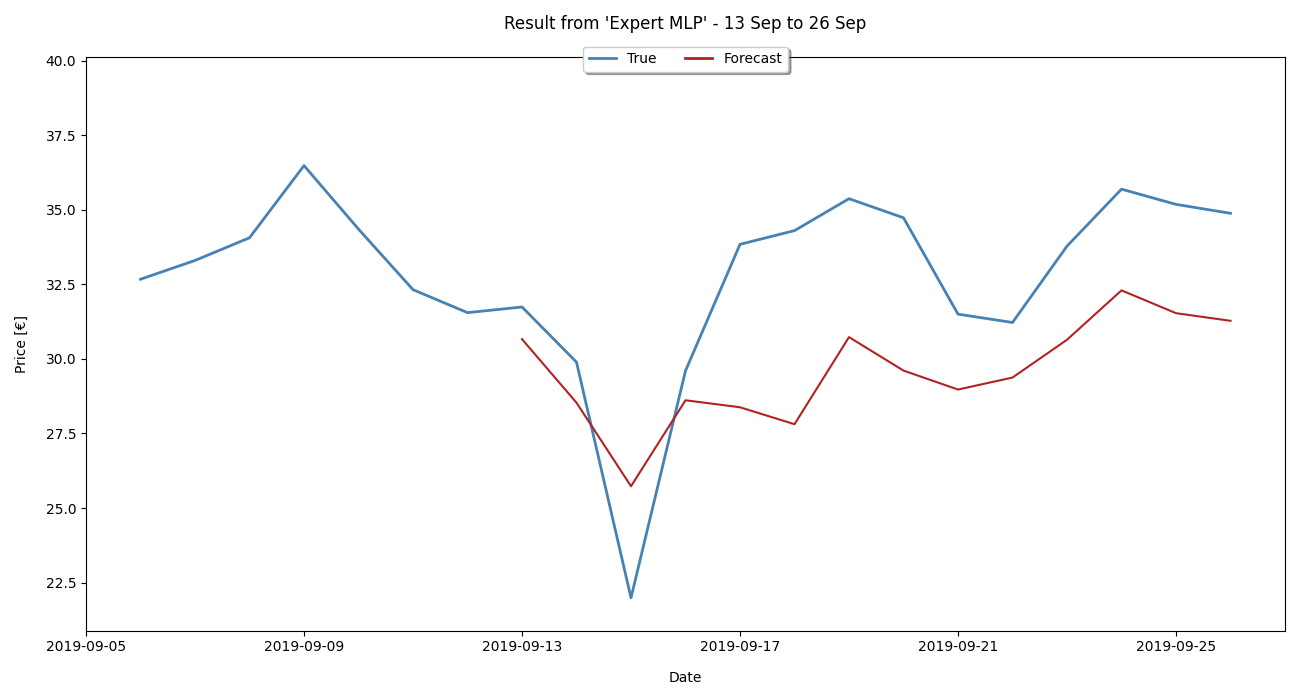 Result from 'Expert MLP' - 13 Sep to 26 Sep
True
Forecast
40.0
37.5
35.0
32.5
30.0
27.5
25.0
22.5
Price [€]
2019-09-05
2019-09-09
2019-09-13
2019-09-17
2019-09-21
2019-09-25
Date